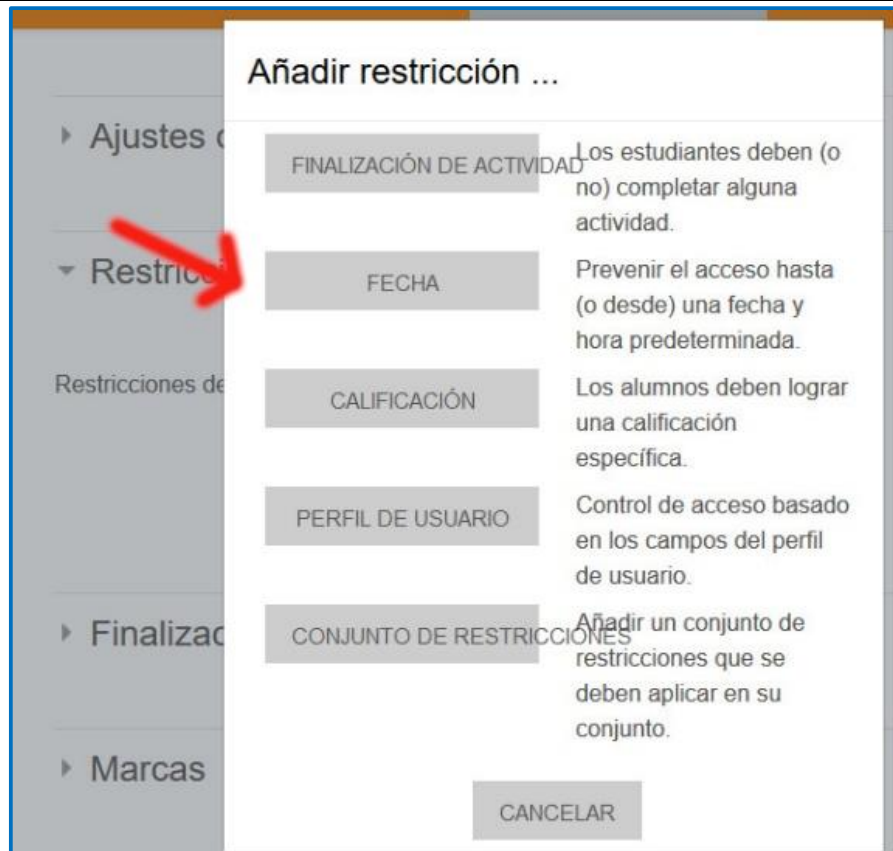 Añadir restricción ...
Ajustes
FINALIZACIÓN DE ACTIVIDAD
Los estudiantes deben (o
no) completar alguna
actividad.
FECHA
Prevenir el acceso hasta
(o desde) una fecha y
hora predeterminada.
Restricciones
CALIFICACIÓN
Los alumnos deben lograr
una calificación
específica.
PERFIL DE USUARIO
Control de acceso basado
en los campos del perfil
de usuario.
CONJUNTO DE RESTRICCIONES
Añadir un conjunto de
restricciones que se
deben aplicar en su
conjunto.
Marcas
CANCELAR